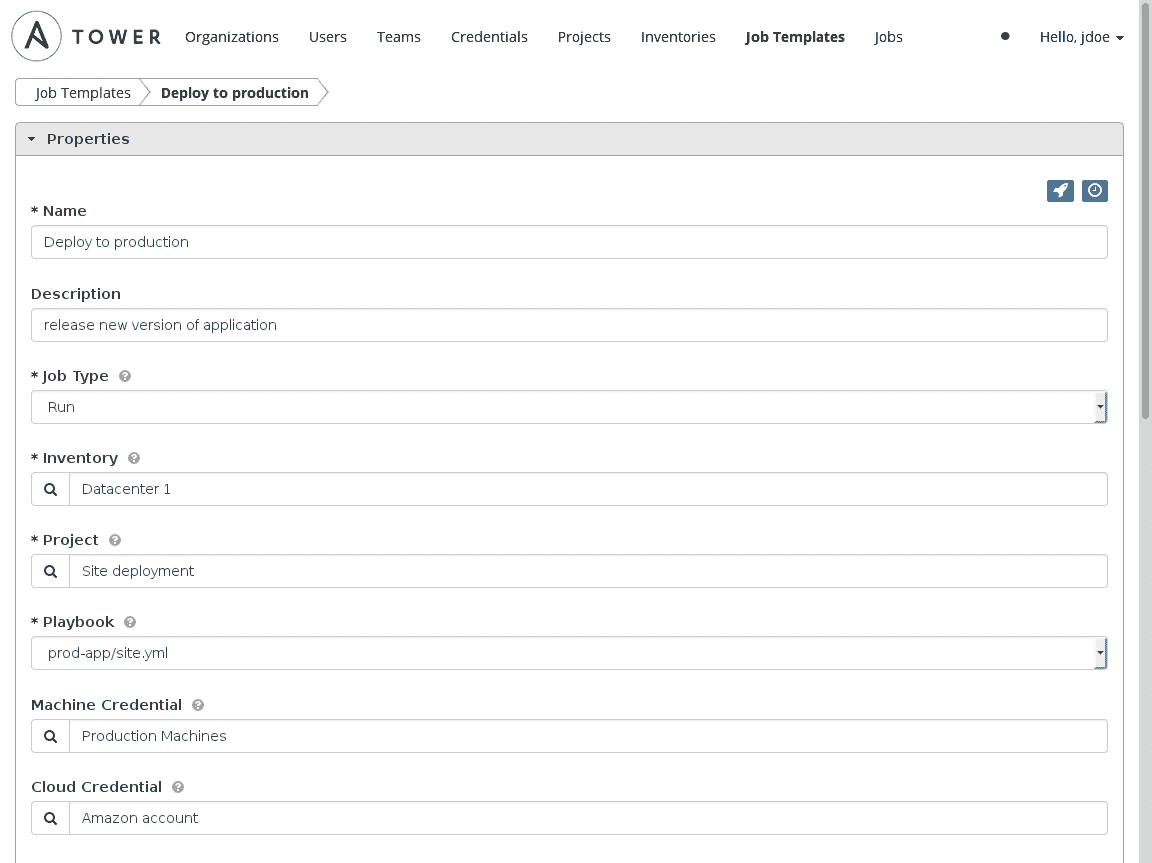 TOWER Organizations Users Teams Credentials Projects Inventories Job Templates Jobs Hello, jdoe
Job Templates Deploy to production
Properties
* Name
Deploy to production
Description
release new version of application
* Job Type ?
Run
* Inventory ?
Datacenter 1
* Project ?
Site deployment
* Playbook ?
prod-app/site.yml
Machine Credential ?
Production Machines
Cloud Credential ?
Amazon account